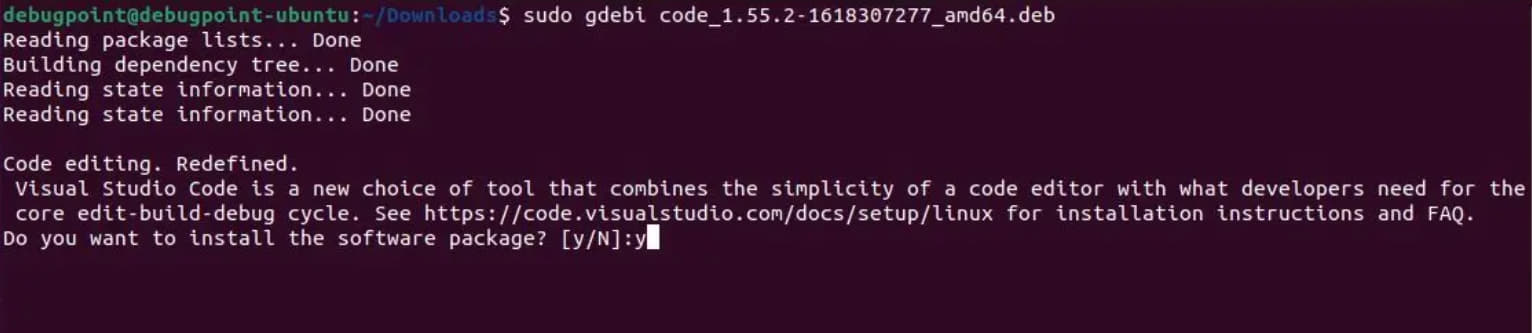 debugpoint@debugpoint-ubuntu:~/Downloads$ sudo gdebi code_1.55.2-1618307277_amd64.deb
Reading package lists... Done
Building dependency tree... Done
Reading state information... Done
Reading state information... Done
Code editing. Redefined.
Visual Studio Code is a new choice of tool that combines the simplicity of a code editor with what developers need for the
core edit-build-debug cycle. See https://code.visualstudio.com/docs/setup/linux for installation instructions and FAQ.
Do you want to install the software package? [y/N]:y